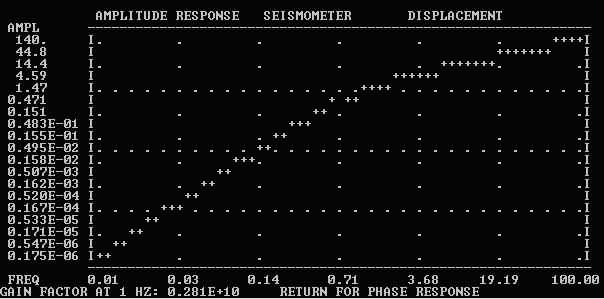 AMPLITUDE RESPONSE SEISMOMETER DISPLACEMENT
AMPL
140. I. . . . . ++++I
44.8 I +++++++ I
14.4 I. . . . +++++++. .I
4.59 I ++++++ I
1.47 I. . . . . . . . . . . . . . . . . ++++ . . . . . . . . . . . .I
0.471 I + ++ I
0.151 I. . . ++ . . .I
0.483E-01 I +++ I
0.155E-01 I. . . ++ . . .I
0.495E-02 I. . . . . . . . . . ++. . . . . . . . . . . . . . . . . . . .I
0.158E-02 I. . +++. . . .I
0.507E-03 I ++ I
0.162E-03 I. . ++ . . . .I
0.520E-04 I ++ I
0.167E-04 I. . . . +++ . . . . . . . . . . . . . . . . . . . . . . . . .I
0.533E-05 I ++ I
0.171E-05 I. ++ . . . . .I
0.547E-06 I ++ I
0.175E-06 I++ . . . . .I
FREQ 0.01 0.03 0.14 0.71 3.68 19.19 100.00
GAIN FACTOR AT 1 HZ: 0.281E+10 RETURN FOR PHASE RESPONSE